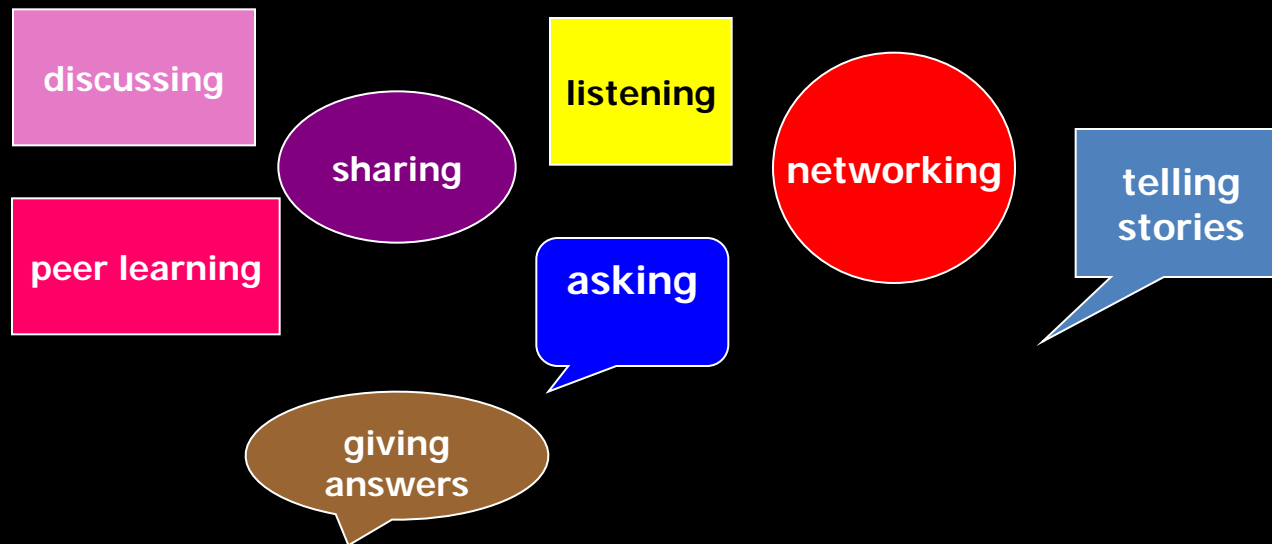 discussing
listening
sharing
networking
telling
stories
peer learning
asking
giving
answers